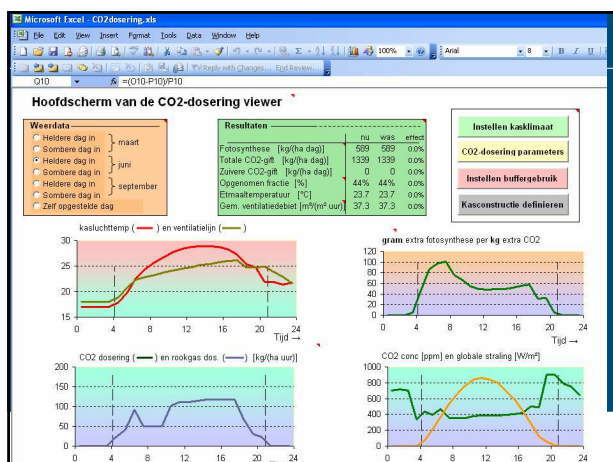 Microsoft Excel - CO2dosering.xls
File Edit View Insert Format Tools Data Window Help
100% Arial 8 B I U
Reply with Changes... End Review...
Q10 fx =(O10-P10)/P10
Hoofdscherm van de CO2-dosering viewer
Weerdata
Heldere dag in
Sombere dag in
maart
Heldere dag in
Sombere dag in
juni
Heldere dag in
Sombere dag in
september
Zelf opgestelde dag
Resultaten nu was effect
Fotosynthese [kg/(ha dag)] 589 589 0.0%
Totale CO2-gift [kg/(ha dag)] 1339 1339 0.0%
Zuivere CO2-gift [kg/(ha dag)] 0 0 0.0%
Opgenomen fractie [%] 44% 44% 0.0%
Etmaaltemperatuur [°C] 23.7 23.7 0.0%
Gem. ventilatiedebiet [m³/(m² uur)] 37.3 37.3 0.0%
Instellen kasklimaat
CO2-dosering parameters
Instellen buffergebruik
Kasconstructie definieren
kasluchttemp ( ) en ventilatielijn ( )
30
25
20
15
0 4 8 12 16 20 24
Tijd →
gram extra fotosynthese per kg extra CO2
120
100
80
60
40
20
0
0 4 8 12 16 20 24
Tijd →
CO2 dosering ( ) en rookgas dos. ( ) [kg/(ha uur)]
200
150
100
50
0
0 4 8 12 16 20 24
CO2 conc [ppm] en globale straling [W/m²]
1000
800
600
400
200
0
0 4 8 12 16 20 24